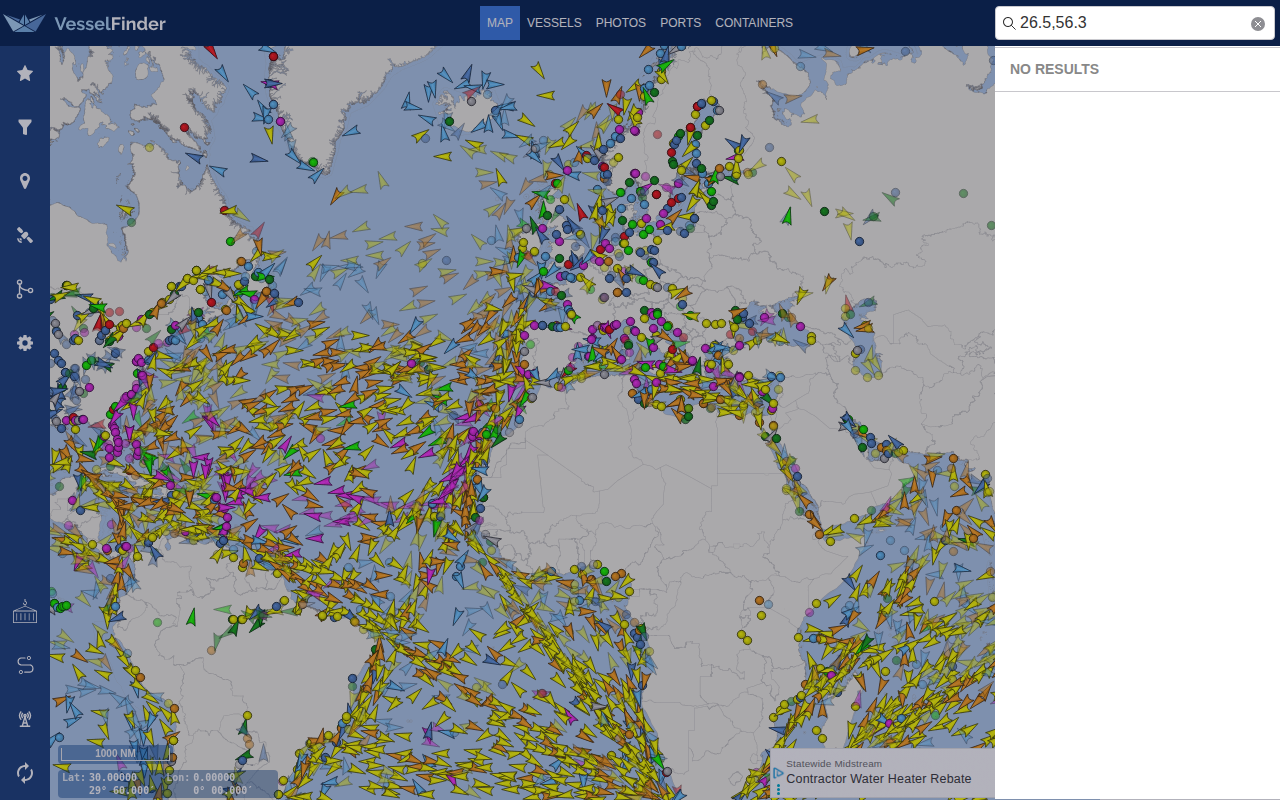 VesselFinder
MAP
VESSELS
PHOTOS
PORTS
CONTAINERS
26.5,56.3
NO RESULTS
1000 NM
Lat: 30.00000 Lon: 0.00000
29° 60.000' 0° 00.000'
Statewide Midstream
Contractor Water Heater Rebate